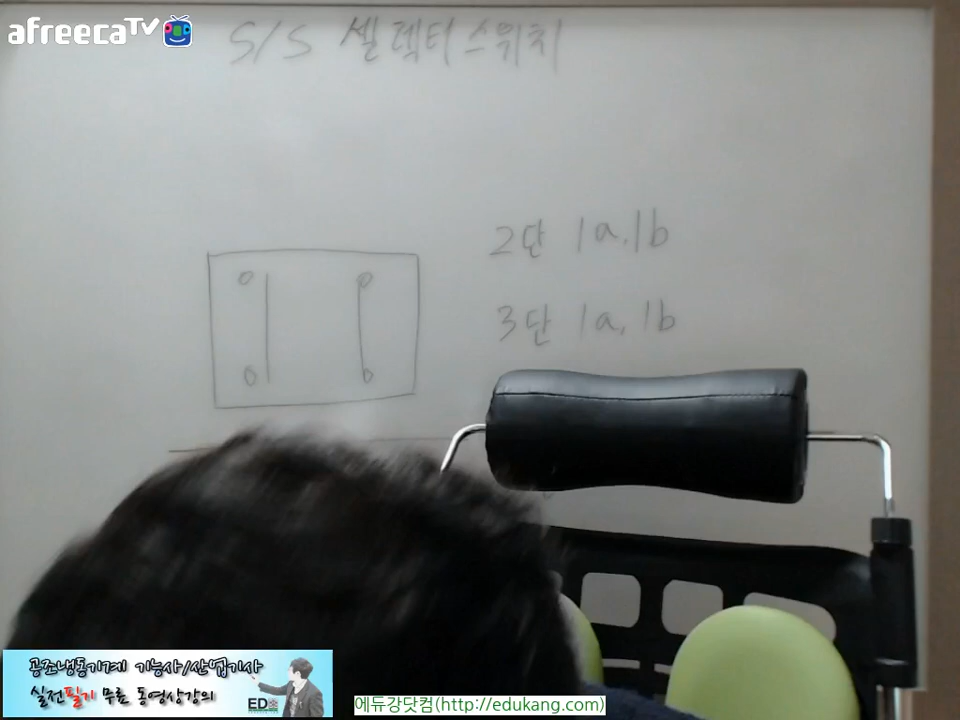 afreecaTV
S/S 셀렉터 스위치
2단 1a, 1b
3단 1a, 1b
공조냉동기계 기능사/산업기사
실전필기 무료 동영상강의
ED
에듀강닷컴(http://edukang.com)